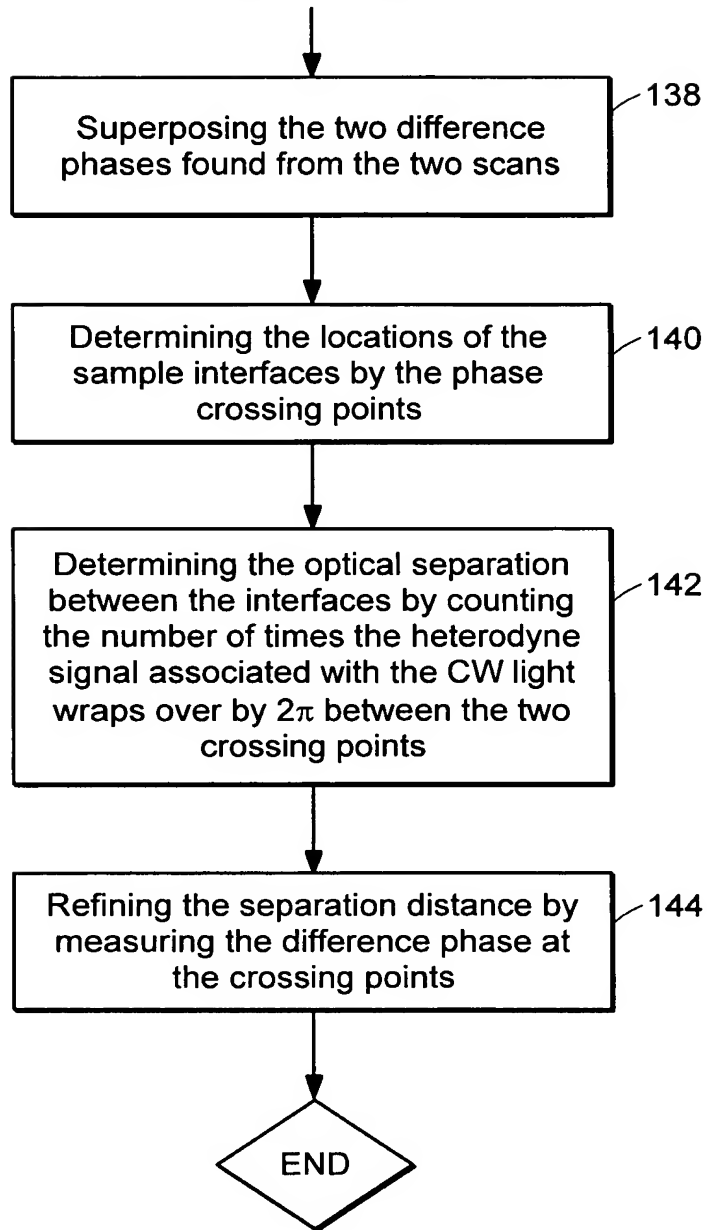 138
Superposing the two difference
phases found from the two scans
140
Determining the locations of the
sample interfaces by the phase
crossing points
142
Determining the optical separation
between the interfaces by counting
the number of times the heterodyne
signal associated with the CW light
wraps over by 2π between the two
crossing points
144
Refining the separation distance by
measuring the difference phase at
the crossing points
END